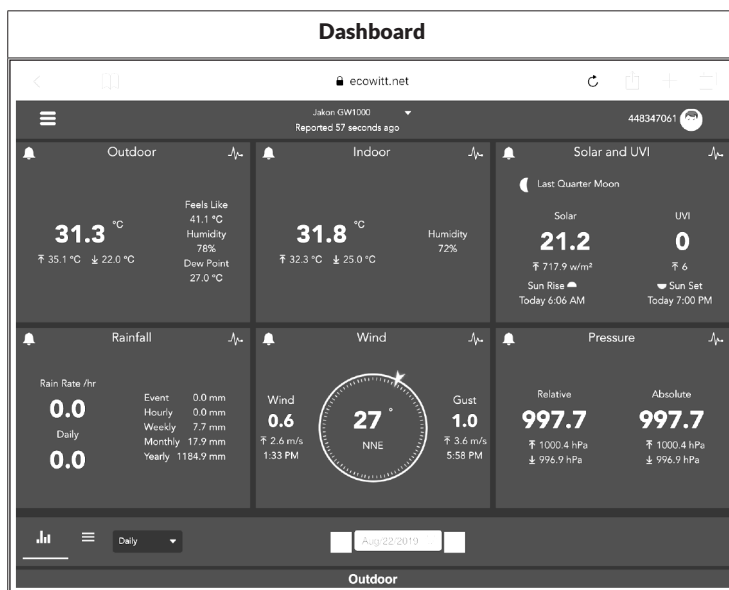 Dashboard
ecowitt.net
Jakon GW1000
Reported 57 seconds ago
448347061
Outdoor
31.3 °C
35.1 °C 22.0 °C
Feels Like
41.1 °C
Humidity
78%
Dew Point
27.0 °C
Indoor
31.8 °C
32.3 °C 25.0 °C
Humidity
72%
Solar and UVI
Last Quarter Moon
Solar
21.2
717.9 w/m²
Sun Rise
Today 6:06 AM
UVI
0
6
Sun Set
Today 7:00 PM
Rainfall
Rain Rate /hr
0.0
Daily
0.0
Event 0.0 mm
Hourly 0.0 mm
Weekly 7.7 mm
Monthly 17.9 mm
Yearly 1184.9 mm
Wind
Wind
0.6
2.6 m/s
1:33 PM
27 °
NNE
Gust
1.0
3.6 m/s
5:58 PM
Pressure
Relative
997.7
1000.4 hPa
996.9 hPa
Absolute
997.7
1000.4 hPa
996.9 hPa
Daily
Aug/22/2019
Outdoor